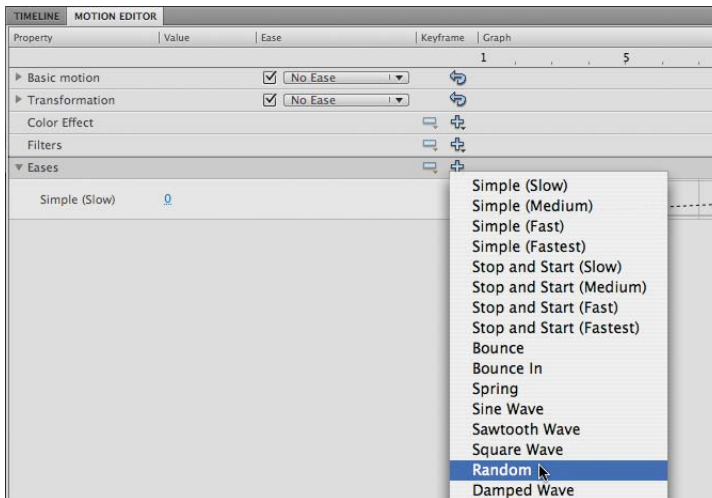 TIMELINE MOTION EDITOR
Property Value Ease Keyframe Graph
1 5
Basic motion No Ease
Transformation No Ease
Color Effect
Filters
Eases
Simple (Slow) 0
Simple (Slow)
Simple (Medium)
Simple (Fast)
Simple (Fastest)
Stop and Start (Slow)
Stop and Start (Medium)
Stop and Start (Fast)
Stop and Start (Fastest)
Bounce
Bounce In
Spring
Sine Wave
Sawtooth Wave
Square Wave
Random
Damped Wave